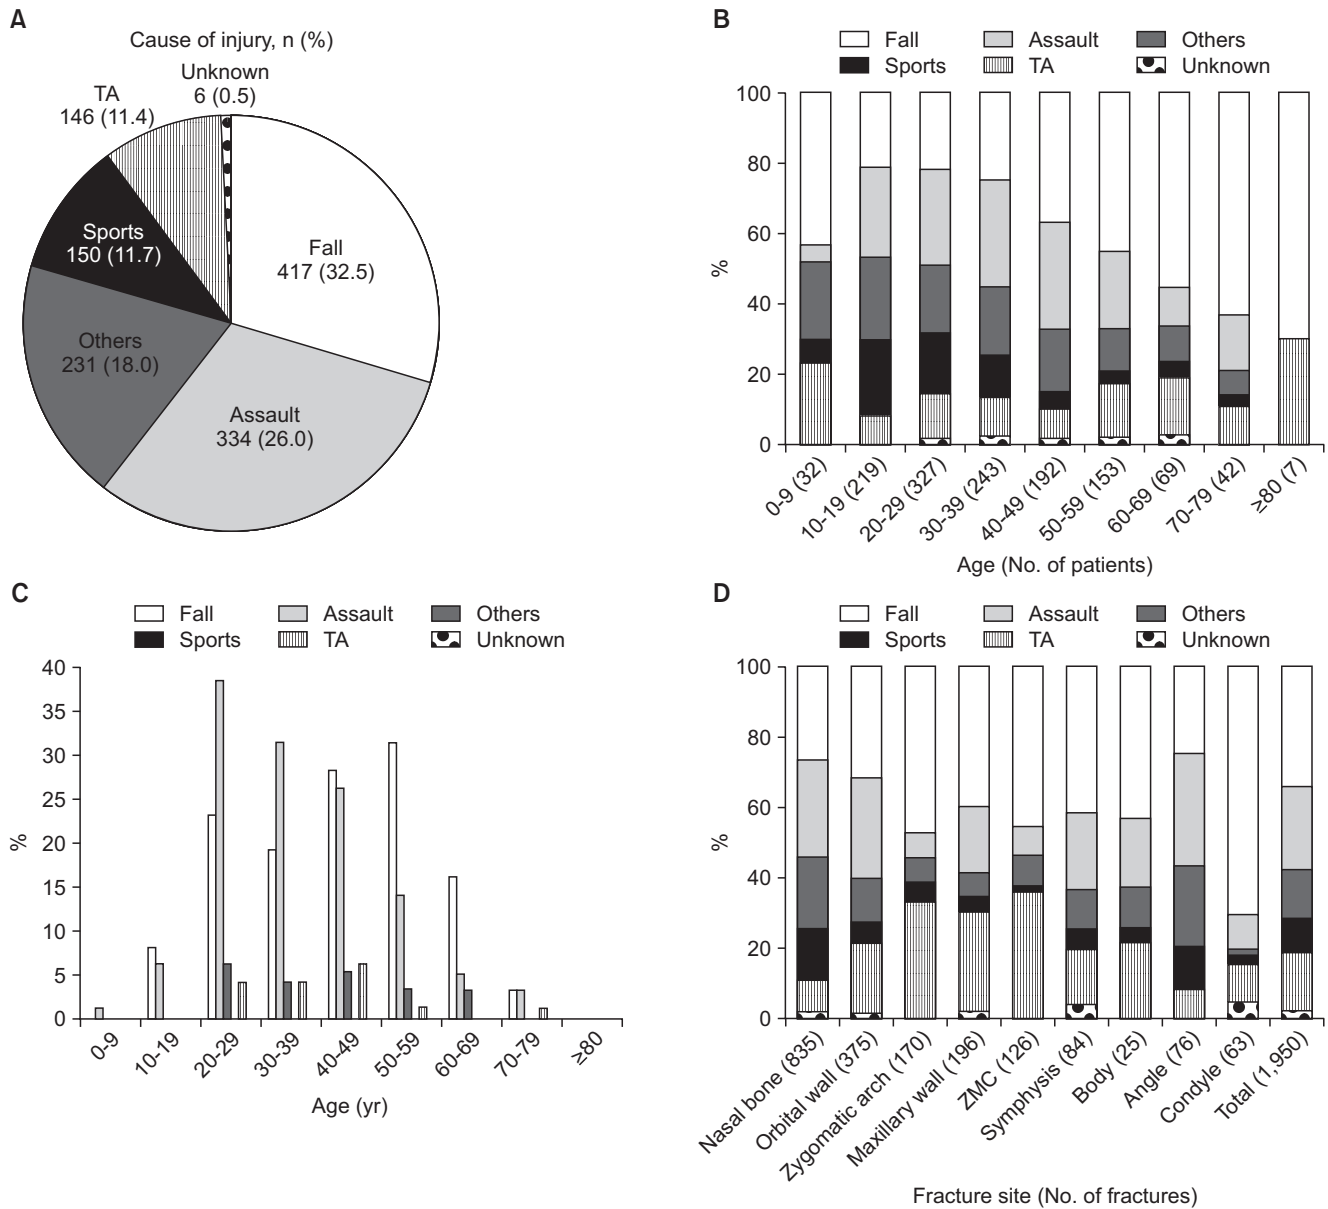 A
Cause of injury, n (%)
Unknown
6 (0.5)
TA
146 (11.4)
Sports
150 (11.7)
Fall
417 (32.5)
Others
231 (18.0)
Assault
334 (26.0)
B
Fall Assault Others
Sports TA Unknown
100
80
60
40
20
0
%
0-9 (32)
10-19 (219)
20-29 (327)
30-39 (243)
40-49 (192)
50-59 (153)
60-69 (69)
70-79 (42)
≥80 (7)
Age (No. of patients)
C
Fall Assault Others
Sports TA Unknown
40
35
30
25
20
15
10
5
0
%
0-9
10-19
20-29
30-39
40-49
50-59
60-69
70-79
≥80
Age (yr)
D
Fall Assault Others
Sports TA Unknown
100
80
60
40
20
0
%
Nasal bone (835)
Orbital wall (375)
Zygomatic arch (170)
Maxillary wall (196)
ZMC (126)
Symphysis (84)
Body (25)
Angle (76)
Condyle (63)
Total (1,950)
Fracture site (No. of fractures)